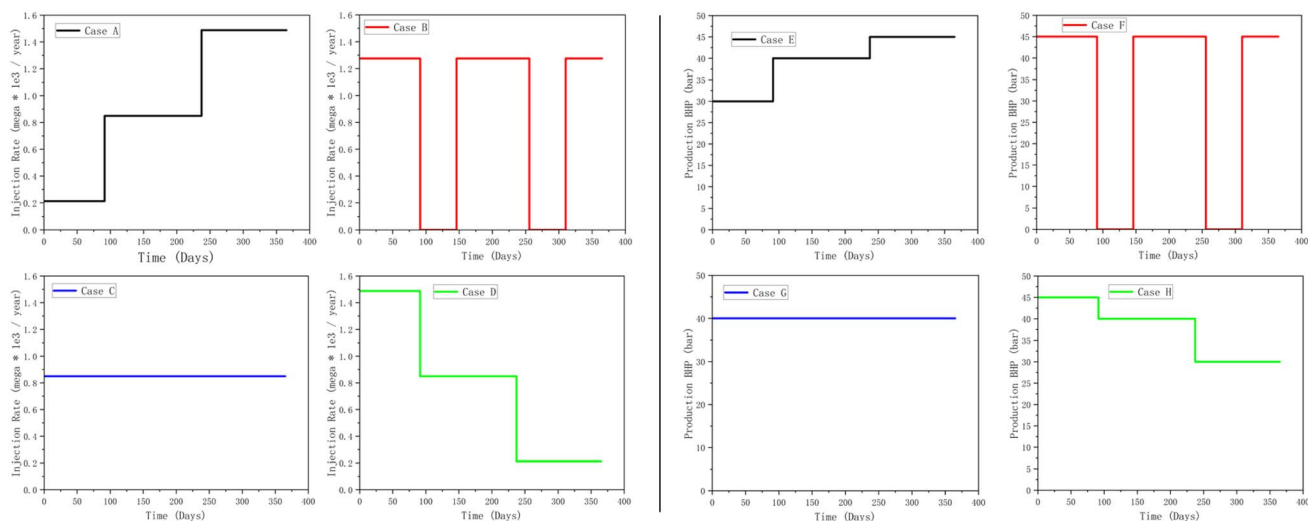 Case A
Injection Rate (mega * 1e3 / year)
1.6
1.4
1.2
1.0
0.8
0.6
0.4
0.2
0.0
0 50 100 150 200 250 300 350 400
Time (Days)
Case B
Injection Rate (mega * 1e3 / year)
1.6
1.4
1.2
1.0
0.8
0.6
0.4
0.2
0.0
0 50 100 150 200 250 300 350 400
Time (Days)
Case E
Production BHP (bar)
50
45
40
35
30
25
20
15
10
5
0
0 50 100 150 200 250 300 350 400
Time (Days)
Case F
Production BHP (bar)
50
45
40
35
30
25
20
15
10
5
0
0 50 100 150 200 250 300 350 400
Time (Days)
Case C
Injection Rate (mega * 1e3 / year)
1.6
1.4
1.2
1.0
0.8
0.6
0.4
0.2
0.0
0 50 100 150 200 250 300 350 400
Time (Days)
Case D
Injection Rate (mega * 1e3 / year)
1.6
1.4
1.2
1.0
0.8
0.6
0.4
0.2
0.0
0 50 100 150 200 250 300 350 400
Time (Days)
Case G
Production BHP (bar)
50
40
30
20
10
0
0 50 100 150 200 250 300 350 400
Time (Days)
Case H
Production BHP (bar)
50
45
40
35
30
25
20
15
10
5
0
0 50 100 150 200 250 300 350 400
Time (Days)